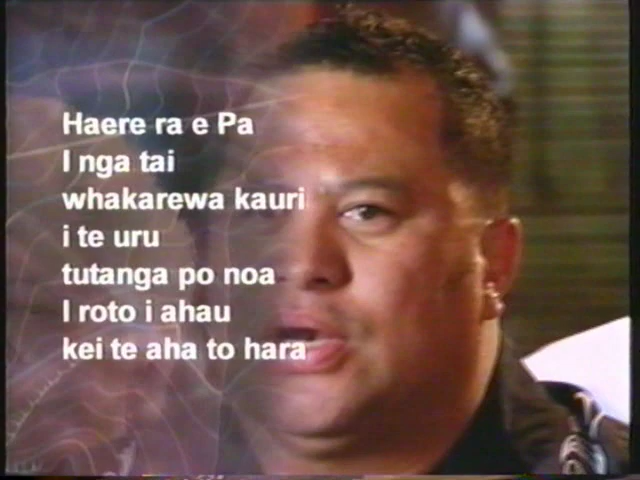 Haere ra e Pa
I nga tai
whakarewa kauri
i te uru
tutanga po noa
I roto i ahau
kei te aha to hara